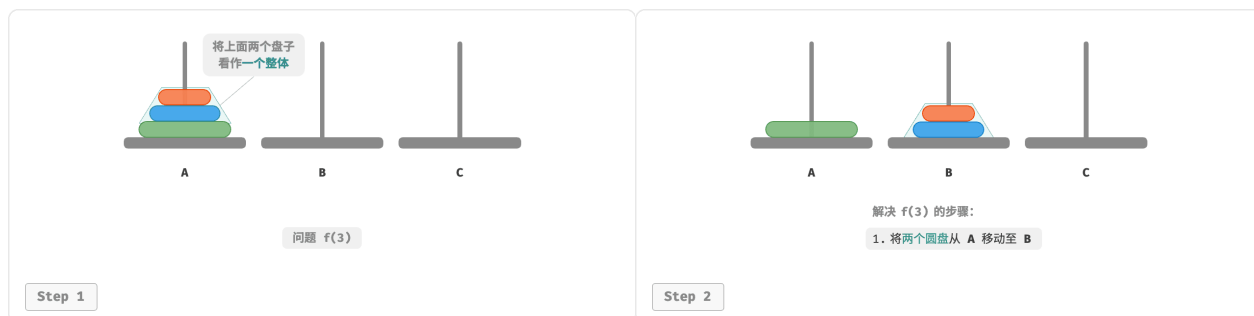 将上面两个盘子
看作一个整体
A
B
C
问题 f(3)
Step 1
A
B
C
解决 f(3) 的步骤：
1. 将两个圆盘从 A 移动至 B
Step 2